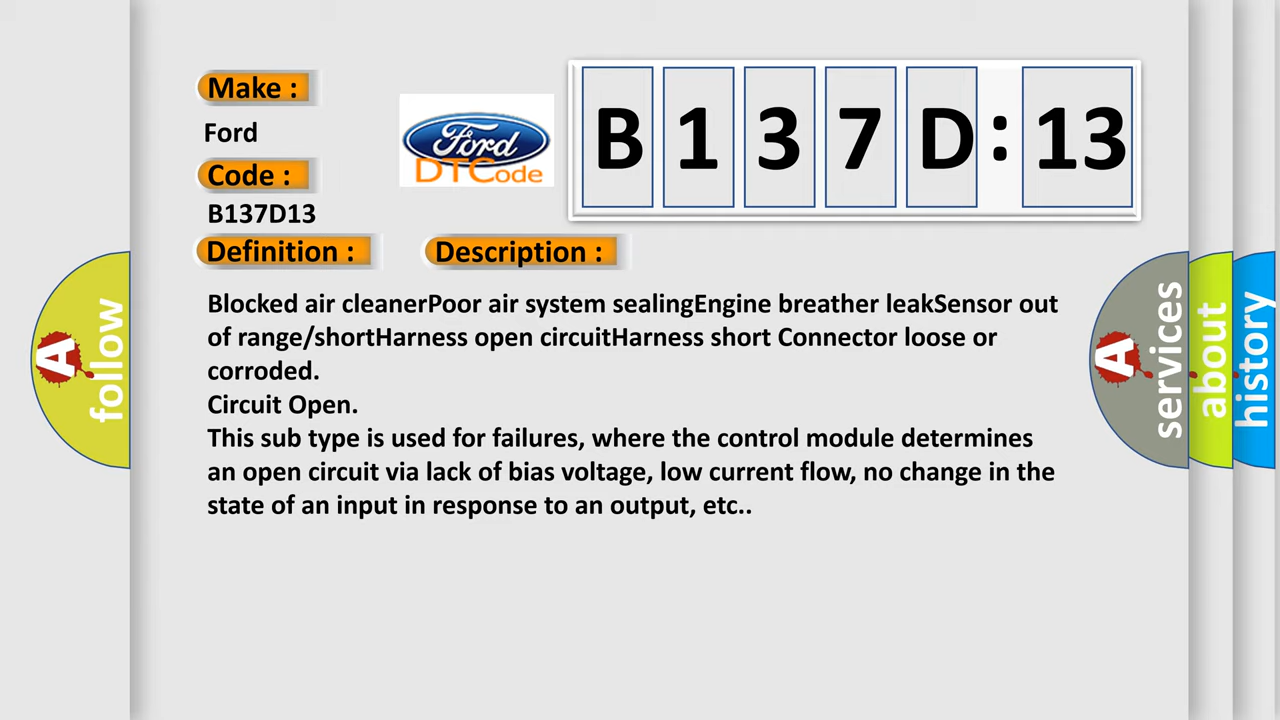 Make :
Ford
Code :
B137D13
Ford
DTCode
B 1 3 7 D : 13
Definition :
Description :
Blocked air cleanerPoor air system sealingEngine breather leakSensor out
of range/shortHarness open circuitHarness short Connector loose or
corroded.
Circuit Open.
This sub type is used for failures, where the control module determines
an open circuit via lack of bias voltage, low current flow, no change in the
state of an input in response to an output, etc..
A follow
A services
about
history